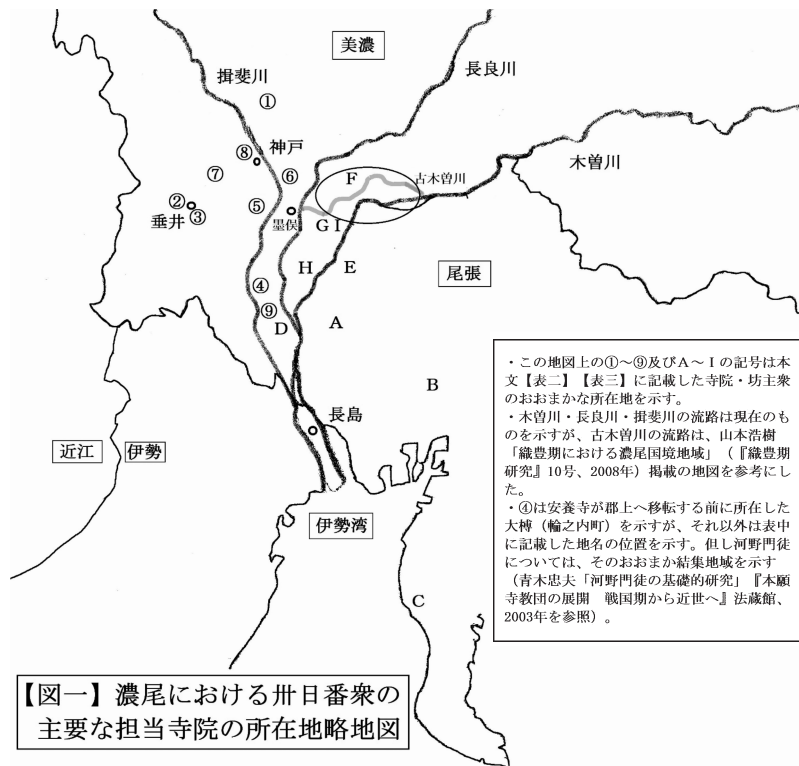 美濃
長良川
揖斐川
①
神戸
⑧
⑥
F
古木曽川
木曽川
⑦
②
垂井
③
⑤
墨俣
G I
H
E
尾張
④
⑨
D
A
B
長島
近江
伊勢
伊勢湾
C
・この地図上の①～⑨及びA～Iの記号は本
文【表二】【表三】に記載した寺院・坊主衆
のおおまかな所在地を示す。
・木曽川・長良川・揖斐川の流路は現在のも
のを示すが、古木曽川の流路は、山本浩樹
「織豊期における濃尾国境地域」（『織豊期
研究』10号、2008年）掲載の地図を参考にし
た。
・④は安養寺が郡上へ移転する前に所在した
大榑（輪之内町）を示すが、それ以外は表中
に記載した地名の位置を示す。但し河野門徒
については、そのおおまか結集地域を示す
（青木忠夫「河野門徒の基礎的研究」『本願
寺教団の展開　戦国期から近世へ』法蔵館、
2003年を参照）。
【図一】濃尾における卅日番衆の
主要な担当寺院の所在地略地図